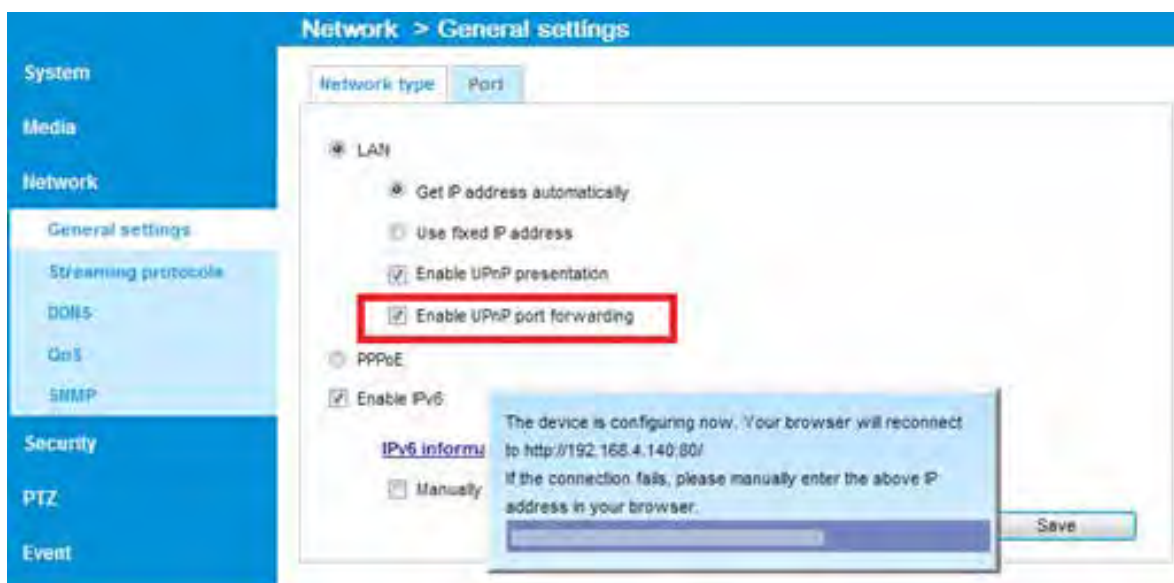 Network > General settings
System
Media
Network
General settings
Streaming protocols
DDNS
QoS
SNMP
Security
PTZ
Event
Network type
Port
LAN
Get IP address automatically
Use fixed IP address
Enable UPnP presentation
Enable UPnP port forwarding
PPPoE
Enable IPv6
IPv6 informa
Manually
The device is configuring now. Your browser will reconnect
to http://192.168.4.140:80/
If the connection fails, please manually enter the above IP
address in your browser.
Save